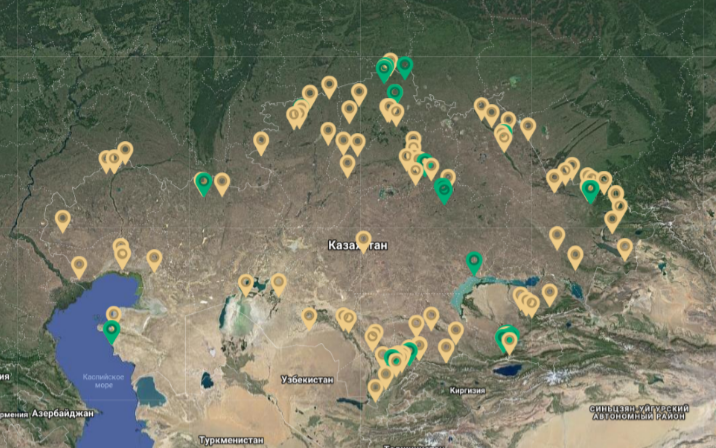 Казахстан
Каспийское
море
Узбекистан
Киргизия
Азербайджан
Туркменистан
СИНЬЦЗЯН-УЙГУРСКИЙ
АВТОНОМНЫЙ РАЙОН